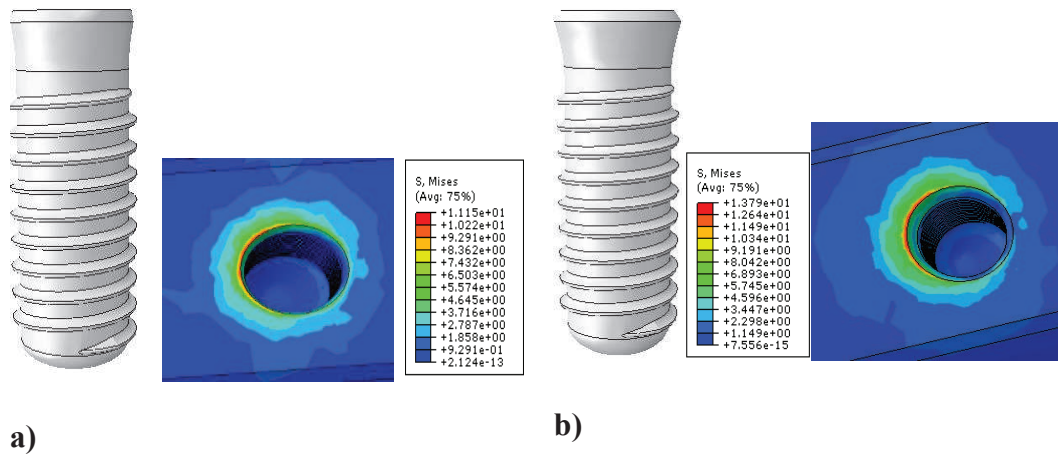 S, Mises
(Avg: 75%)
+1.115e+01
+1.022e+01
+9.291e+00
+8.362e+00
+7.432e+00
+6.503e+00
+5.574e+00
+4.645e+00
+3.716e+00
+2.787e+00
+1.858e+00
+9.291e-01
+2.124e-13
a)
S, Mises
(Avg: 75%)
+1.379e+01
+1.264e+01
+1.149e+01
+1.034e+01
+9.191e+00
+8.042e+00
+6.893e+00
+5.745e+00
+4.596e+00
+3.447e+00
+2.298e+00
+1.149e+00
+7.556e-15
b)